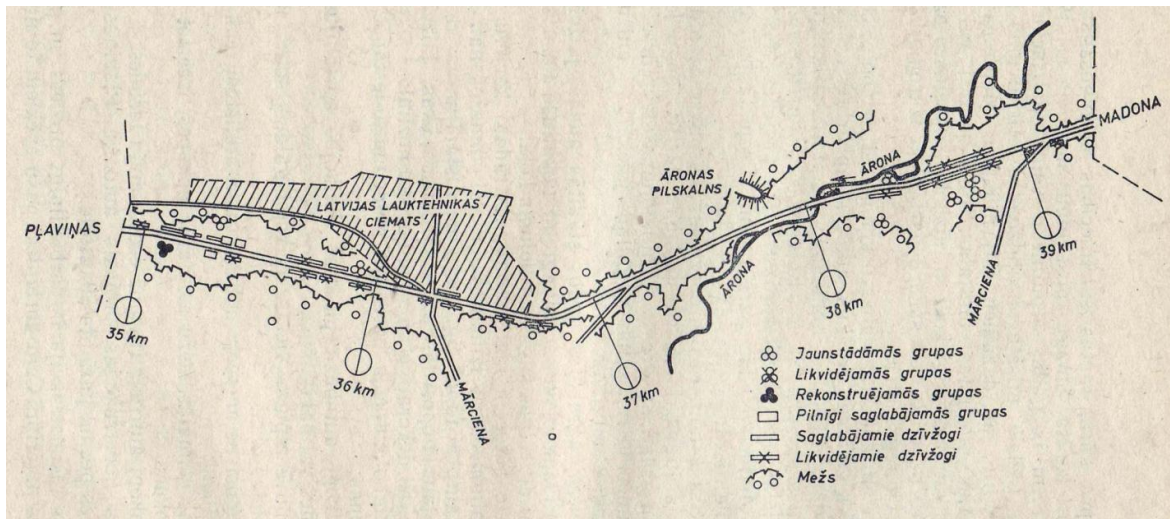 PĻAVIŅAS
LATVIJAS LAUKTEHNIKAS
CIEMATS
ĀRONAS
PILSKALNS
ĀRONA
MADONA
ĀRONA
MĀRCIENA
MĀRCIENA
35 km
36 km
37 km
38 km
39 km
Jaunstādāmās grupas
Likvidējamās grupas
Rekonstruējamās grupas
Pilnīgi saglabājamās grupas
Saglabājamie dzīvžogi
Likvidējamie dzīvžogi
Mežs